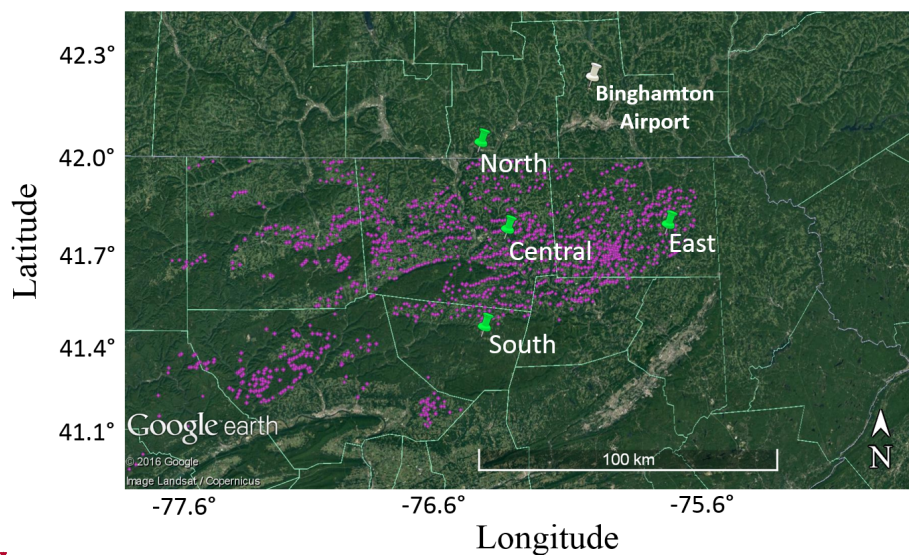 42.3°
Binghamton
Airport
42.0°
North
Latitude
41.7°
Central
East
41.4°
South
41.1°
Google earth
© 2016 Google
Image Landsat / Copernicus
100 km
N
-77.6°
-76.6°
-75.6°
Longitude